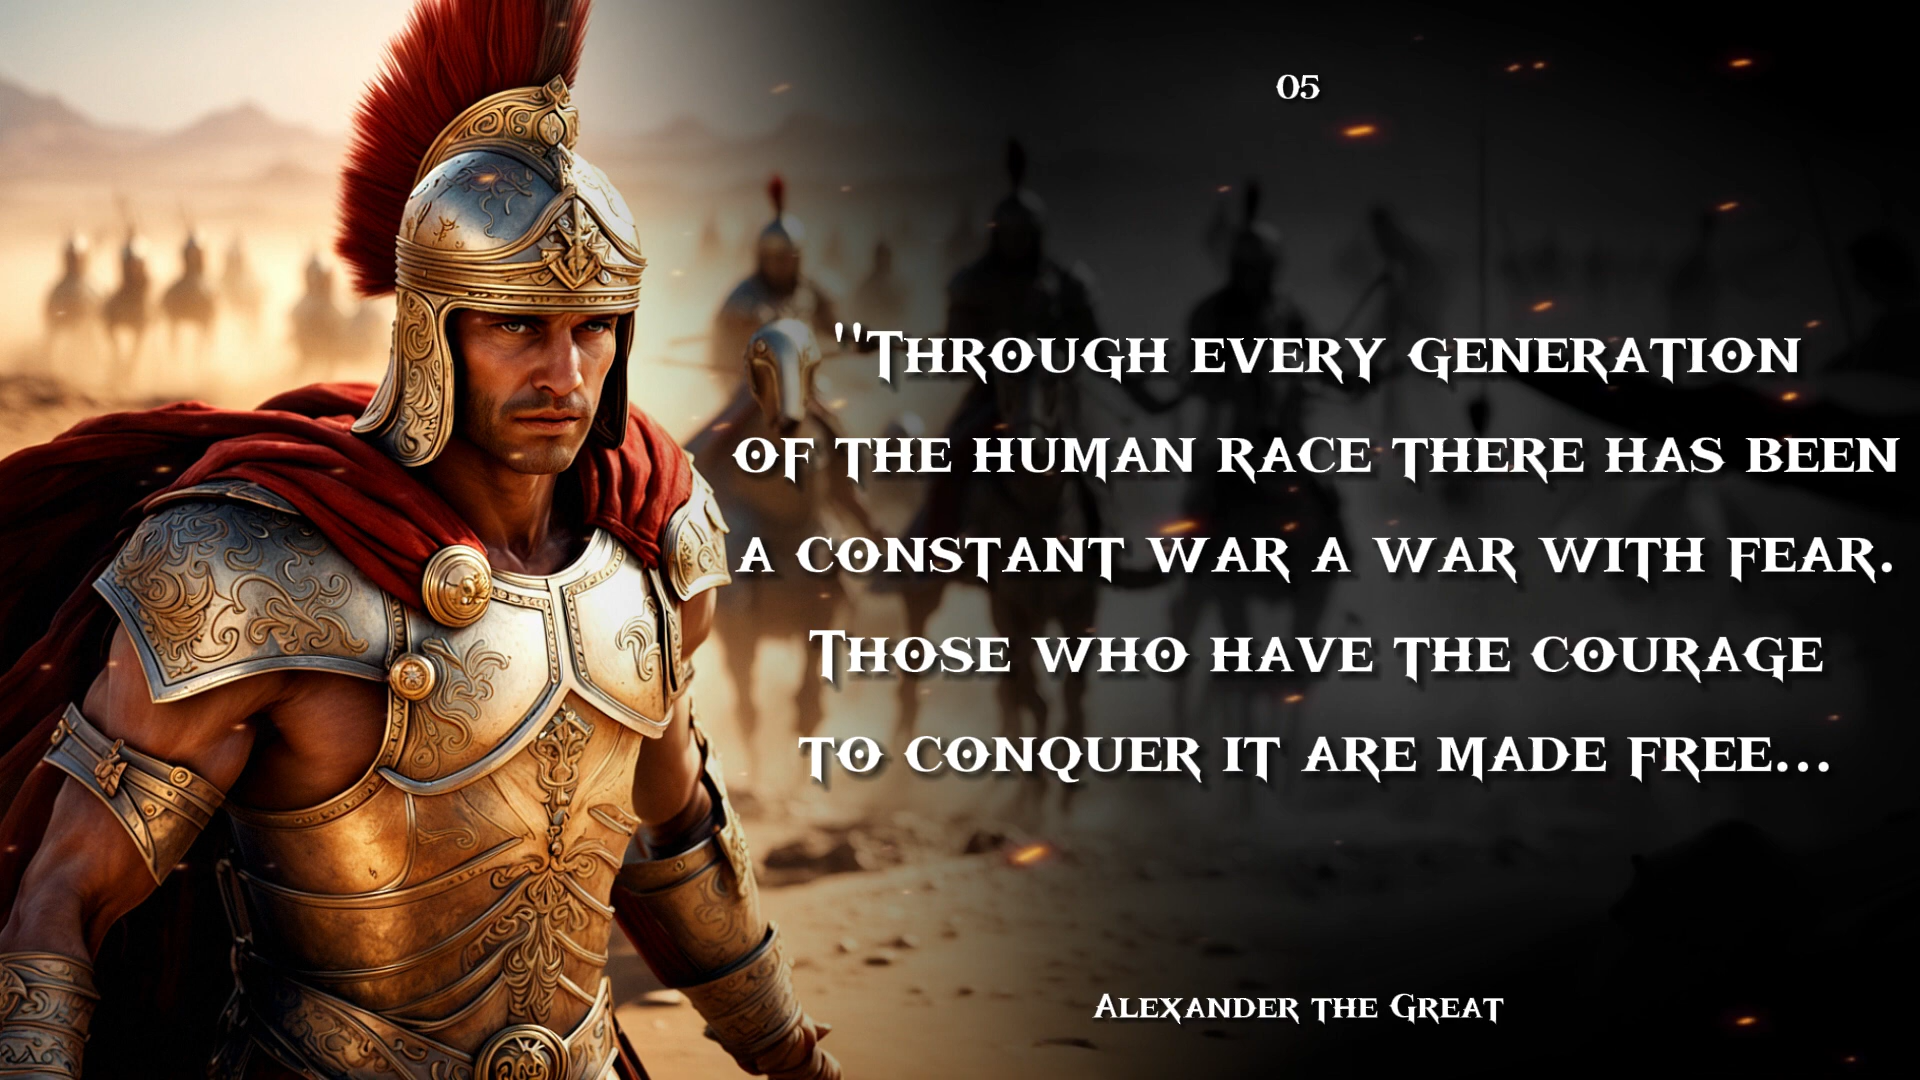 05
"Through every generation
of the human race there has been
a constant war a war with fear.
Those who have the courage
to conquer it are made free...
Alexander the Great